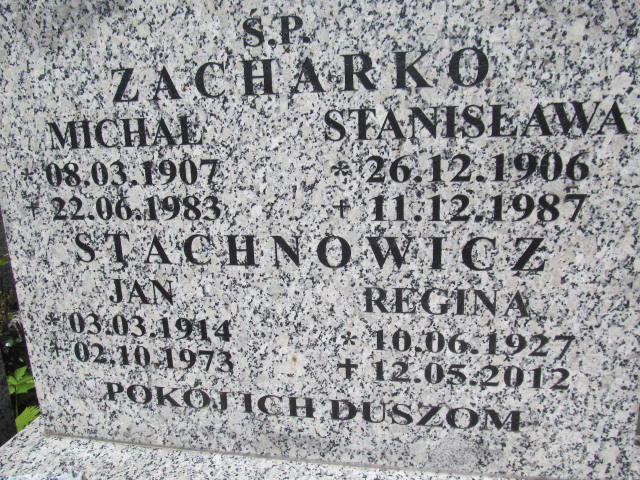 Ś.P.
ZACHARKO
MICHAŁ STANISŁAWA
* 08.03.1907 * 26.12.1906
+ 22.06.1983 + 11.12.1987
STACHNOWICZ
JAN REGINA
* 03.03.1914 * 10.06.1927
+ 02.10.1973 + 12.05.2012
POKÓJ ICH DUSZOM